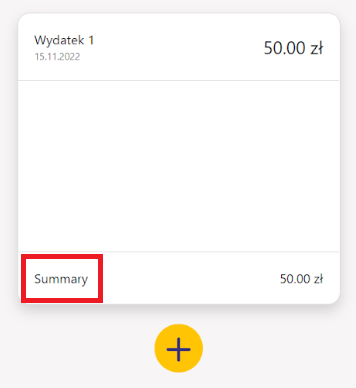 Wydatek 1
50.00 zł
15.11.2022
Summary
50.00 zł